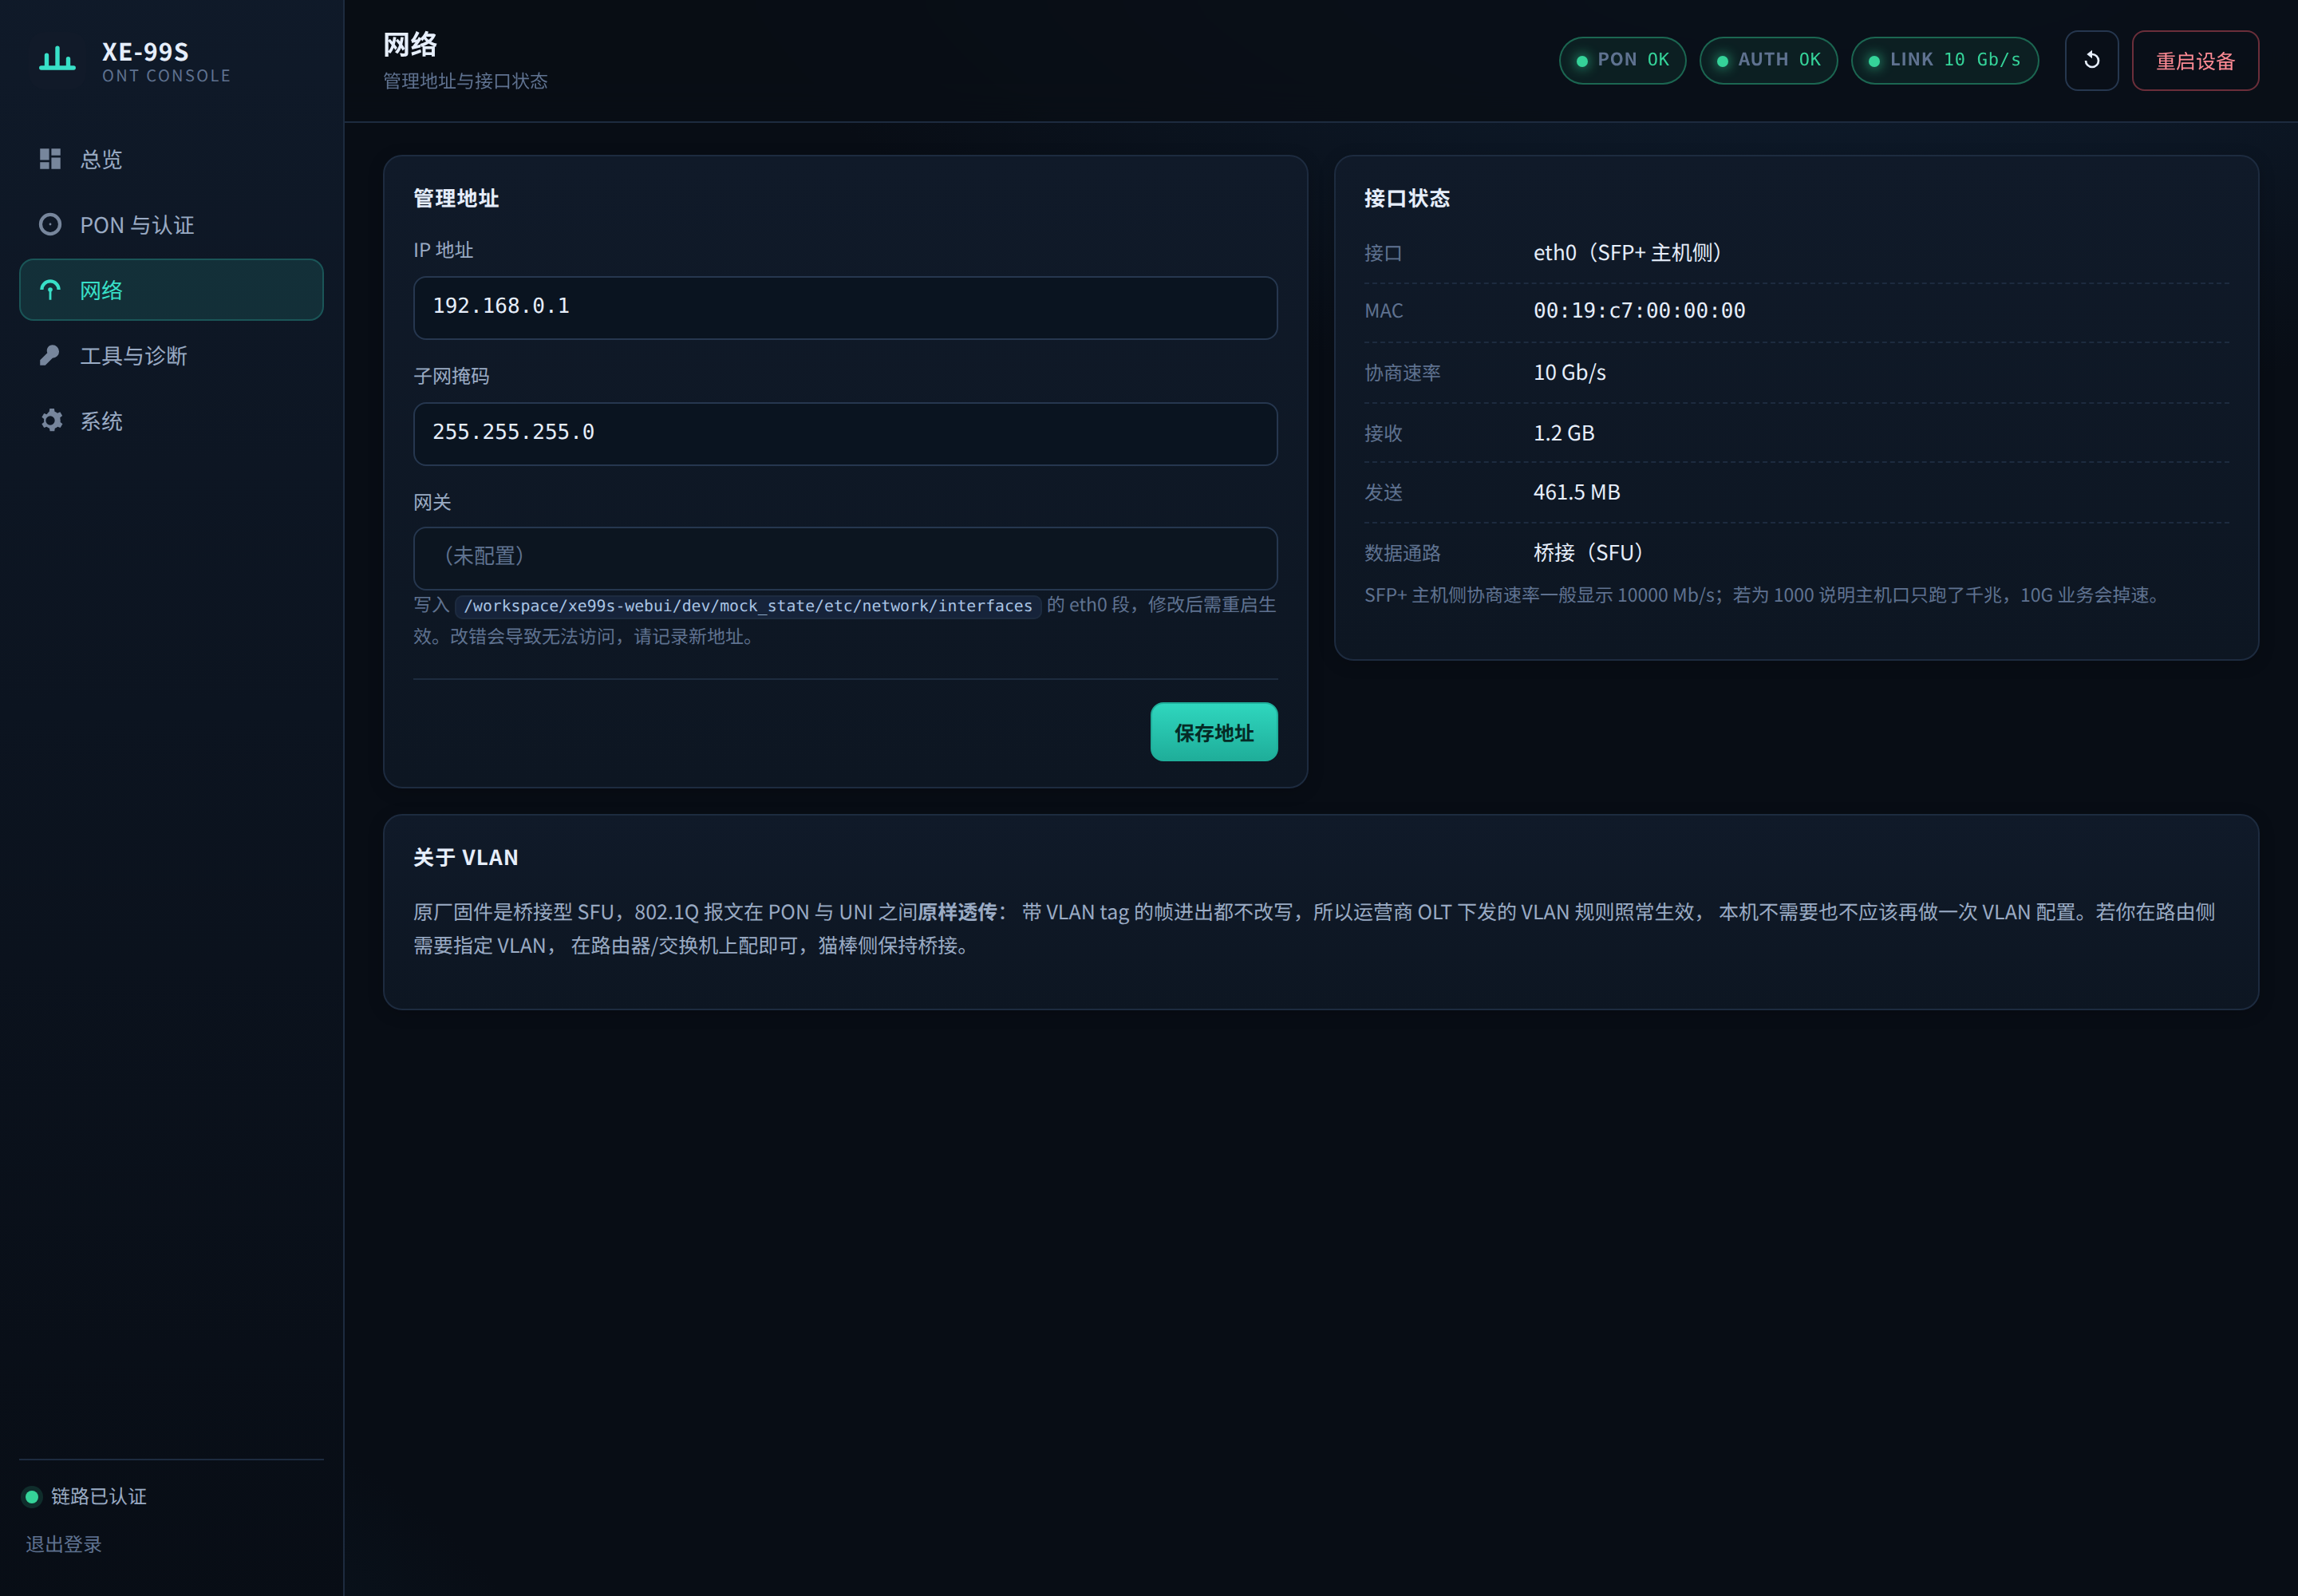 XE-99S
ONT CONSOLE
总览
PON 与认证
网络
工具与诊断
系统
链路已认证
退出登录
网络
管理地址与接口状态
PON OK
AUTH OK
LINK 10 Gb/s
重启设备
管理地址
IP 地址
192.168.0.1
子网掩码
255.255.255.0
网关
（未配置）
写入 /workspace/xe99s-webui/dev/mock_state/etc/network/interfaces 的 eth0 段，修改后需重启生
效。改错会导致无法访问，请记录新地址。
保存地址
接口状态
接口 eth0（SFP+ 主机侧）
MAC 00:19:c7:00:00:00
协商速率 10 Gb/s
接收 1.2 GB
发送 461.5 MB
数据通路 桥接（SFU）
SFP+ 主机侧协商速率一般显示 10000 Mb/s；若为 1000 说明主机口只跑了千兆，10G 业务会掉速。
关于 VLAN
原厂固件是桥接型 SFU，802.1Q 报文在 PON 与 UNI 之间原样透传： 带 VLAN tag 的帧进出都不改写，所以运营商 OLT 下发的 VLAN 规则照常生效， 本机不需要也不应该再做一次 VLAN 配置。若你在路由侧
需要指定 VLAN， 在路由器/交换机上配即可，猫棒侧保持桥接。